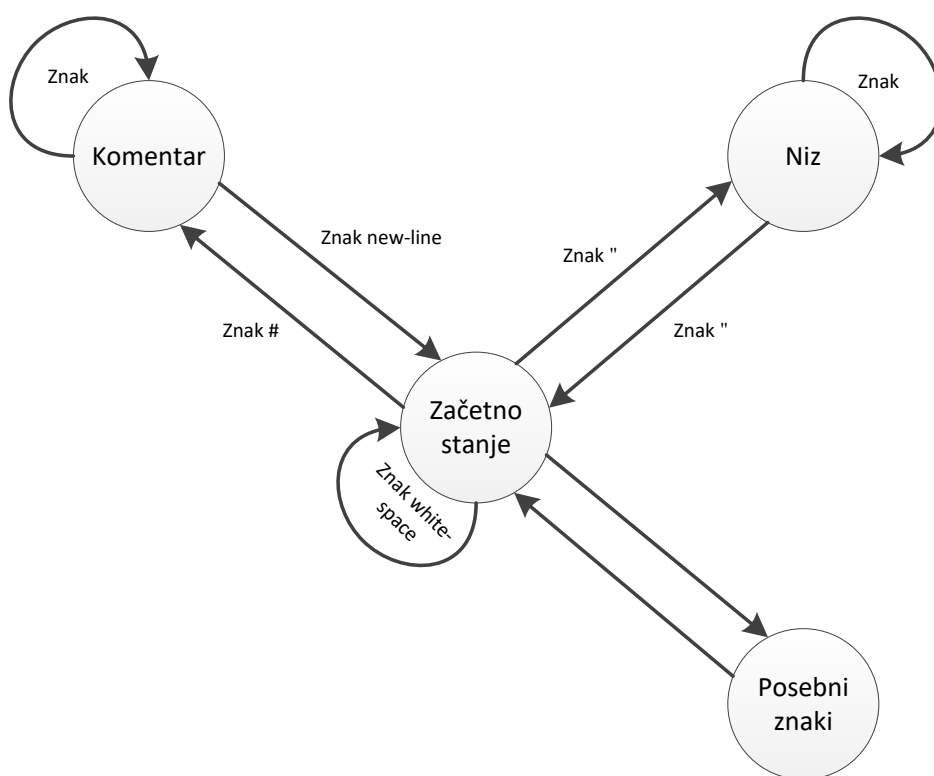 Znak
Komentar
Znak
Niz
Znak new-line
Znak "
Znak #
Znak "
Začetno
stanje
Znak white-
space
Posebni
znaki